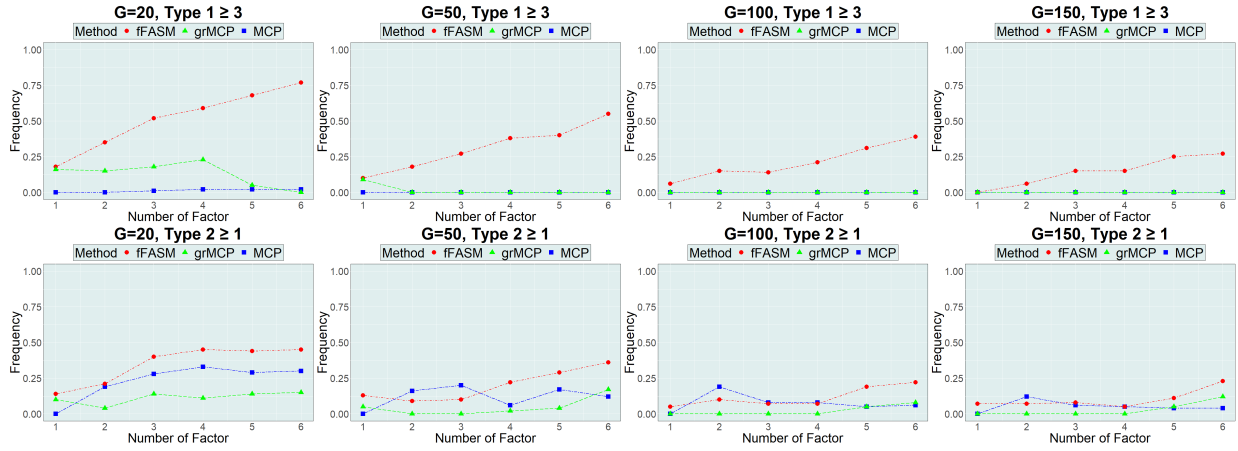 G=20, Type 1 ≥ 3
Method fFASM grMCP MCP
1.00
0.75
0.50
0.25
0.00
Frequency
1 2 3 4 5 6
Number of Factor
G=50, Type 1 ≥ 3
Method fFASM grMCP MCP
1.00
0.75
0.50
0.25
0.00
Frequency
1 2 3 4 5 6
Number of Factor
G=100, Type 1 ≥ 3
Method fFASM grMCP MCP
1.00
0.75
0.50
0.25
0.00
Frequency
1 2 3 4 5 6
Number of Factor
G=150, Type 1 ≥ 3
Method fFASM grMCP MCP
1.00
0.75
0.50
0.25
0.00
Frequency
1 2 3 4 5 6
Number of Factor
G=20, Type 2 ≥ 1
Method fFASM grMCP MCP
1.00
0.75
0.50
0.25
0.00
Frequency
1 2 3 4 5 6
Number of Factor
G=50, Type 2 ≥ 1
Method fFASM grMCP MCP
1.00
0.75
0.50
0.25
0.00
Frequency
1 2 3 4 5 6
Number of Factor
G=100, Type 2 ≥ 1
Method fFASM grMCP MCP
1.00
0.75
0.50
0.25
0.00
Frequency
1 2 3 4 5 6
Number of Factor
G=150, Type 2 ≥ 1
Method fFASM grMCP MCP
1.00
0.75
0.50
0.25
0.00
Frequency
1 2 3 4 5 6
Number of Factor